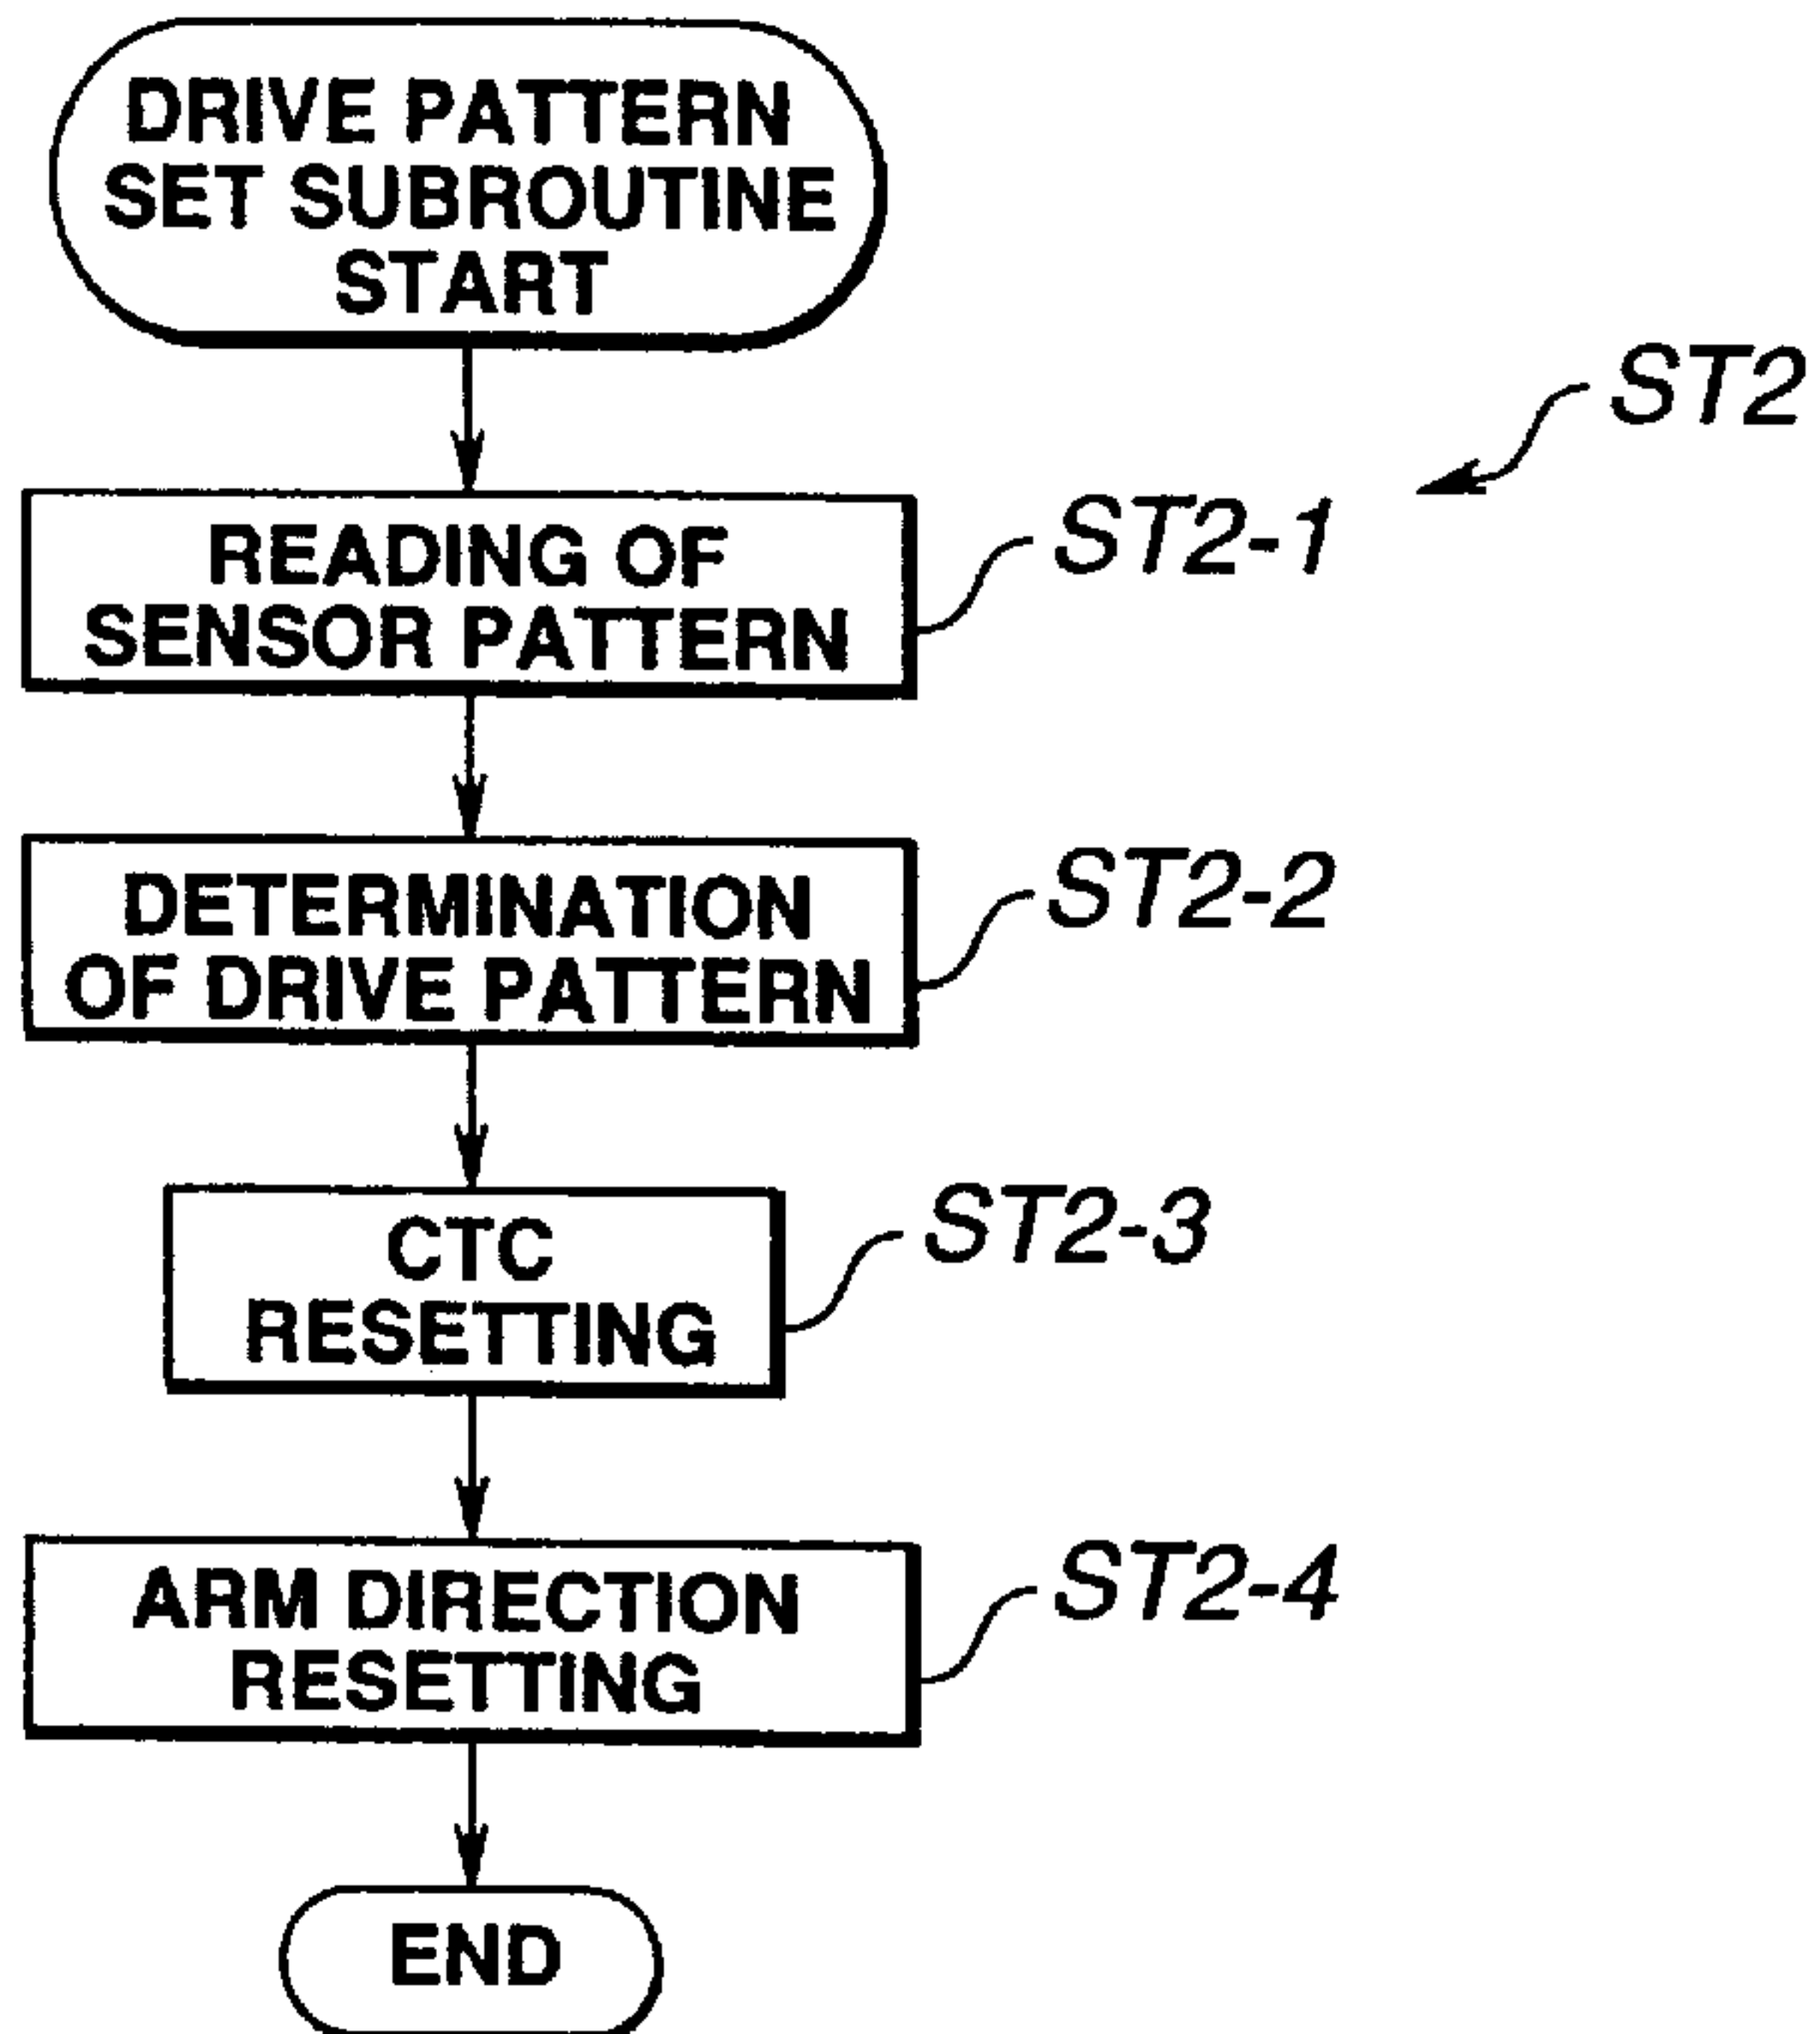 DRIVE PATTERN
SET SUBROUTINE
START
ST2
READING OF
SENSOR PATTERN
ST2-1
DETERMINATION
OF DRIVE PATTERN
ST2-2
CTC
RESETTING
ST2-3
ARM DIRECTION
RESETTING
ST2-4
END